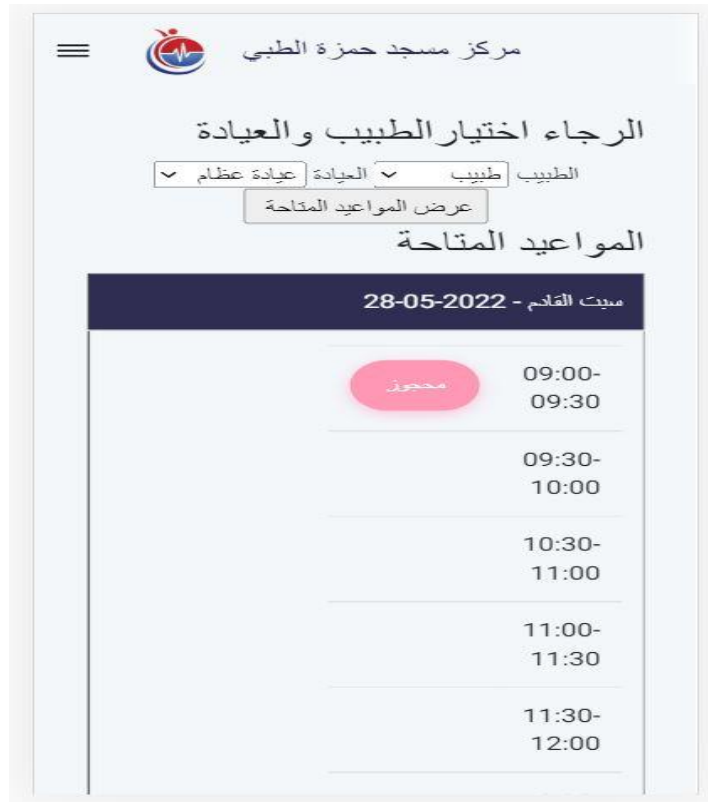 مركز مسجد حمزة الطبي
الرجاء اختيار الطبيب والعيادة
الطبيب طبيب العيادة عيادة عظام
عرض المواعيد المتاحة
المواعيد المتاحة
سبت القادم - 2022-05-28
09:00-
09:30
محجوز
09:30-
10:00
10:30-
11:00
11:00-
11:30
11:30-
12:00